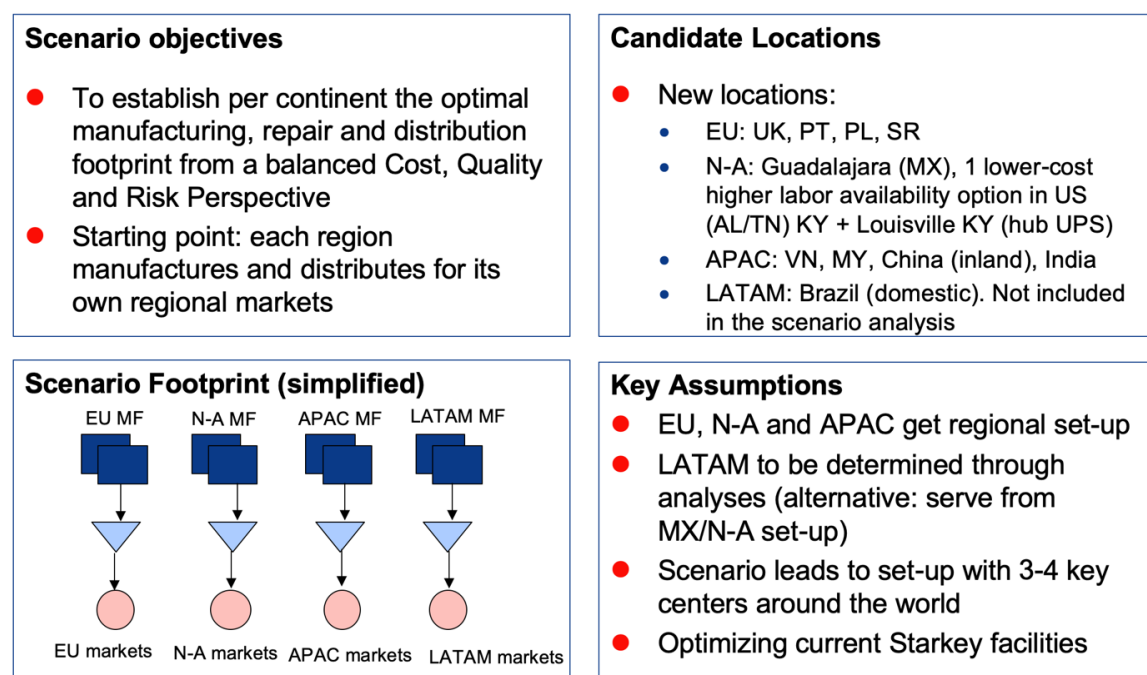 Scenario objectives
To establish per continent the optimal
manufacturing, repair and distribution
footprint from a balanced Cost, Quality
and Risk Perspective
Starting point: each region
manufactures and distributes for its
own regional markets
Candidate Locations
New locations:
EU: UK, PT, PL, SR
N-A: Guadalajara (MX), 1 lower-cost
higher labor availability option in US
(AL/TN) KY + Louisville KY (hub UPS)
APAC: VN, MY, China (inland), India
LATAM: Brazil (domestic). Not included
in the scenario analysis
Scenario Footprint (simplified)
EU MF
N-A MF
APAC MF
LATAM MF
EU markets
N-A markets
APAC markets
LATAM markets
Key Assumptions
EU, N-A and APAC get regional set-up
LATAM to be determined through
analyses (alternative: serve from
MX/N-A set-up)
Scenario leads to set-up with 3-4 key
centers around the world
Optimizing current Starkey facilities